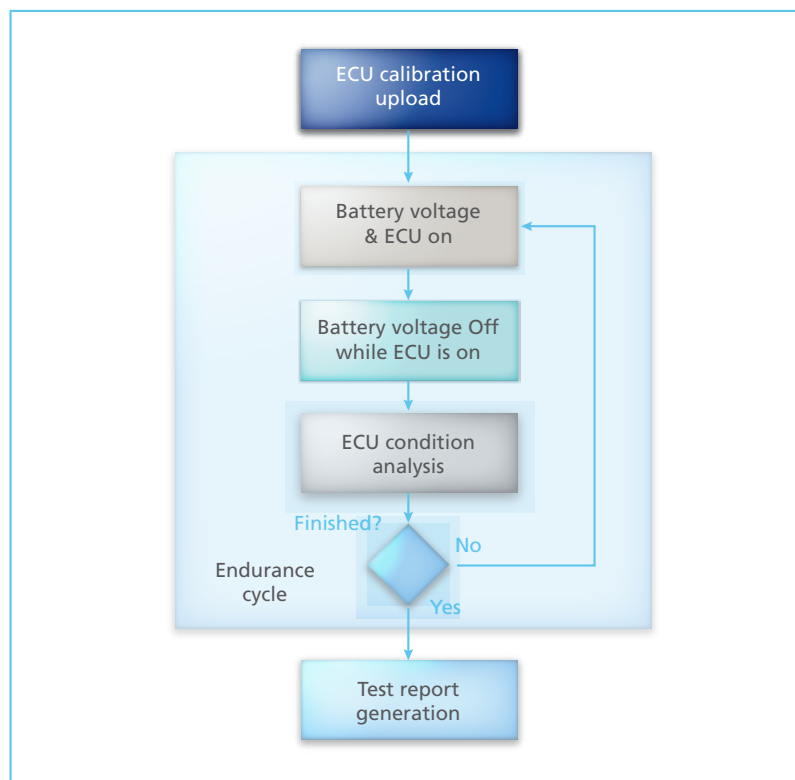 ECU calibration
upload
Battery voltage
& ECU on
Battery voltage Off
while ECU is on
ECU condition
analysis
Finished?
No
Endurance
cycle
Yes
Test report
generation